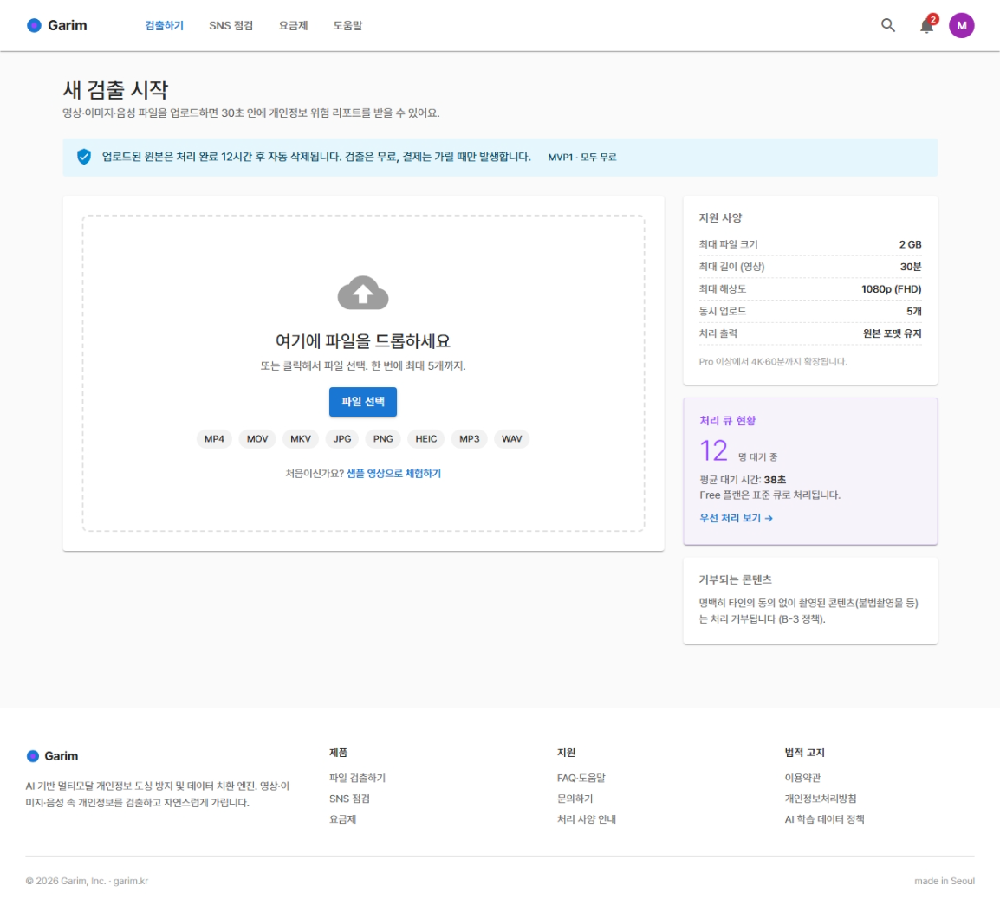 Garim
검출하기
SNS 점검
요금제
도움말
2
M
새 검출 시작
영상·이미지·음성 파일을 업로드하면 30초 안에 개인정보 위험 리포트를 받을 수 있어요.
업로드된 원본은 처리 완료 12시간 후 자동 삭제됩니다. 검출은 무료, 결제는 가릴 때만 발생합니다.
MVP1 · 모두 무료
여기에 파일을 드롭하세요
또는 클릭해서 파일 선택. 한 번에 최대 5개까지.
파일 선택
MP4
MOV
MKV
JPG
PNG
HEIC
MP3
WAV
처음이신가요? 샘플 영상으로 체험하기
지원 사양
최대 파일 크기 2 GB
최대 길이 (영상) 30분
최대 해상도 1080p (FHD)
동시 업로드 5개
처리 출력 원본 포맷 유지
Pro 이상에서 4K·60분까지 확장됩니다.
처리 큐 현황
12 명 대기 중
평균 대기 시간: 38초
Free 플랜은 표준 큐로 처리됩니다.
우선 처리 보기 →
거부되는 콘텐츠
명백히 타인의 동의 없이 촬영된 콘텐츠(불법촬영물 등)
는 처리 거부됩니다 (B-3 정책).
Garim
AI 기반 멀티모달 개인정보 도싱 방지 및 데이터 치환 엔진. 영상·이
미지·음성 속 개인정보를 검출하고 자연스럽게 가립니다.
제품
파일 검출하기
SNS 점검
요금제
지원
FAQ·도움말
문의하기
처리 사양 안내
법적 고지
이용약관
개인정보처리방침
AI 학습 데이터 정책
© 2026 Garim, Inc. · garim.kr
made in Seoul